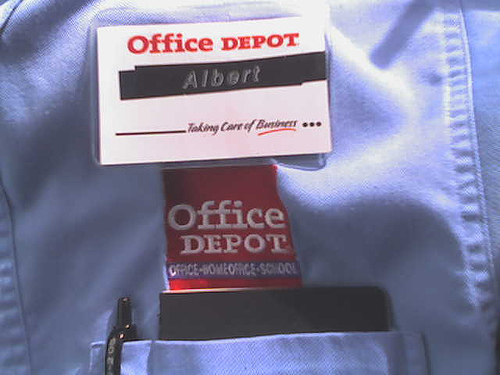 Office DEPOT
Albert
Taking Care of Business
Office
DEPOT
OFFICE-HOMEOFFICE-SCHOOL